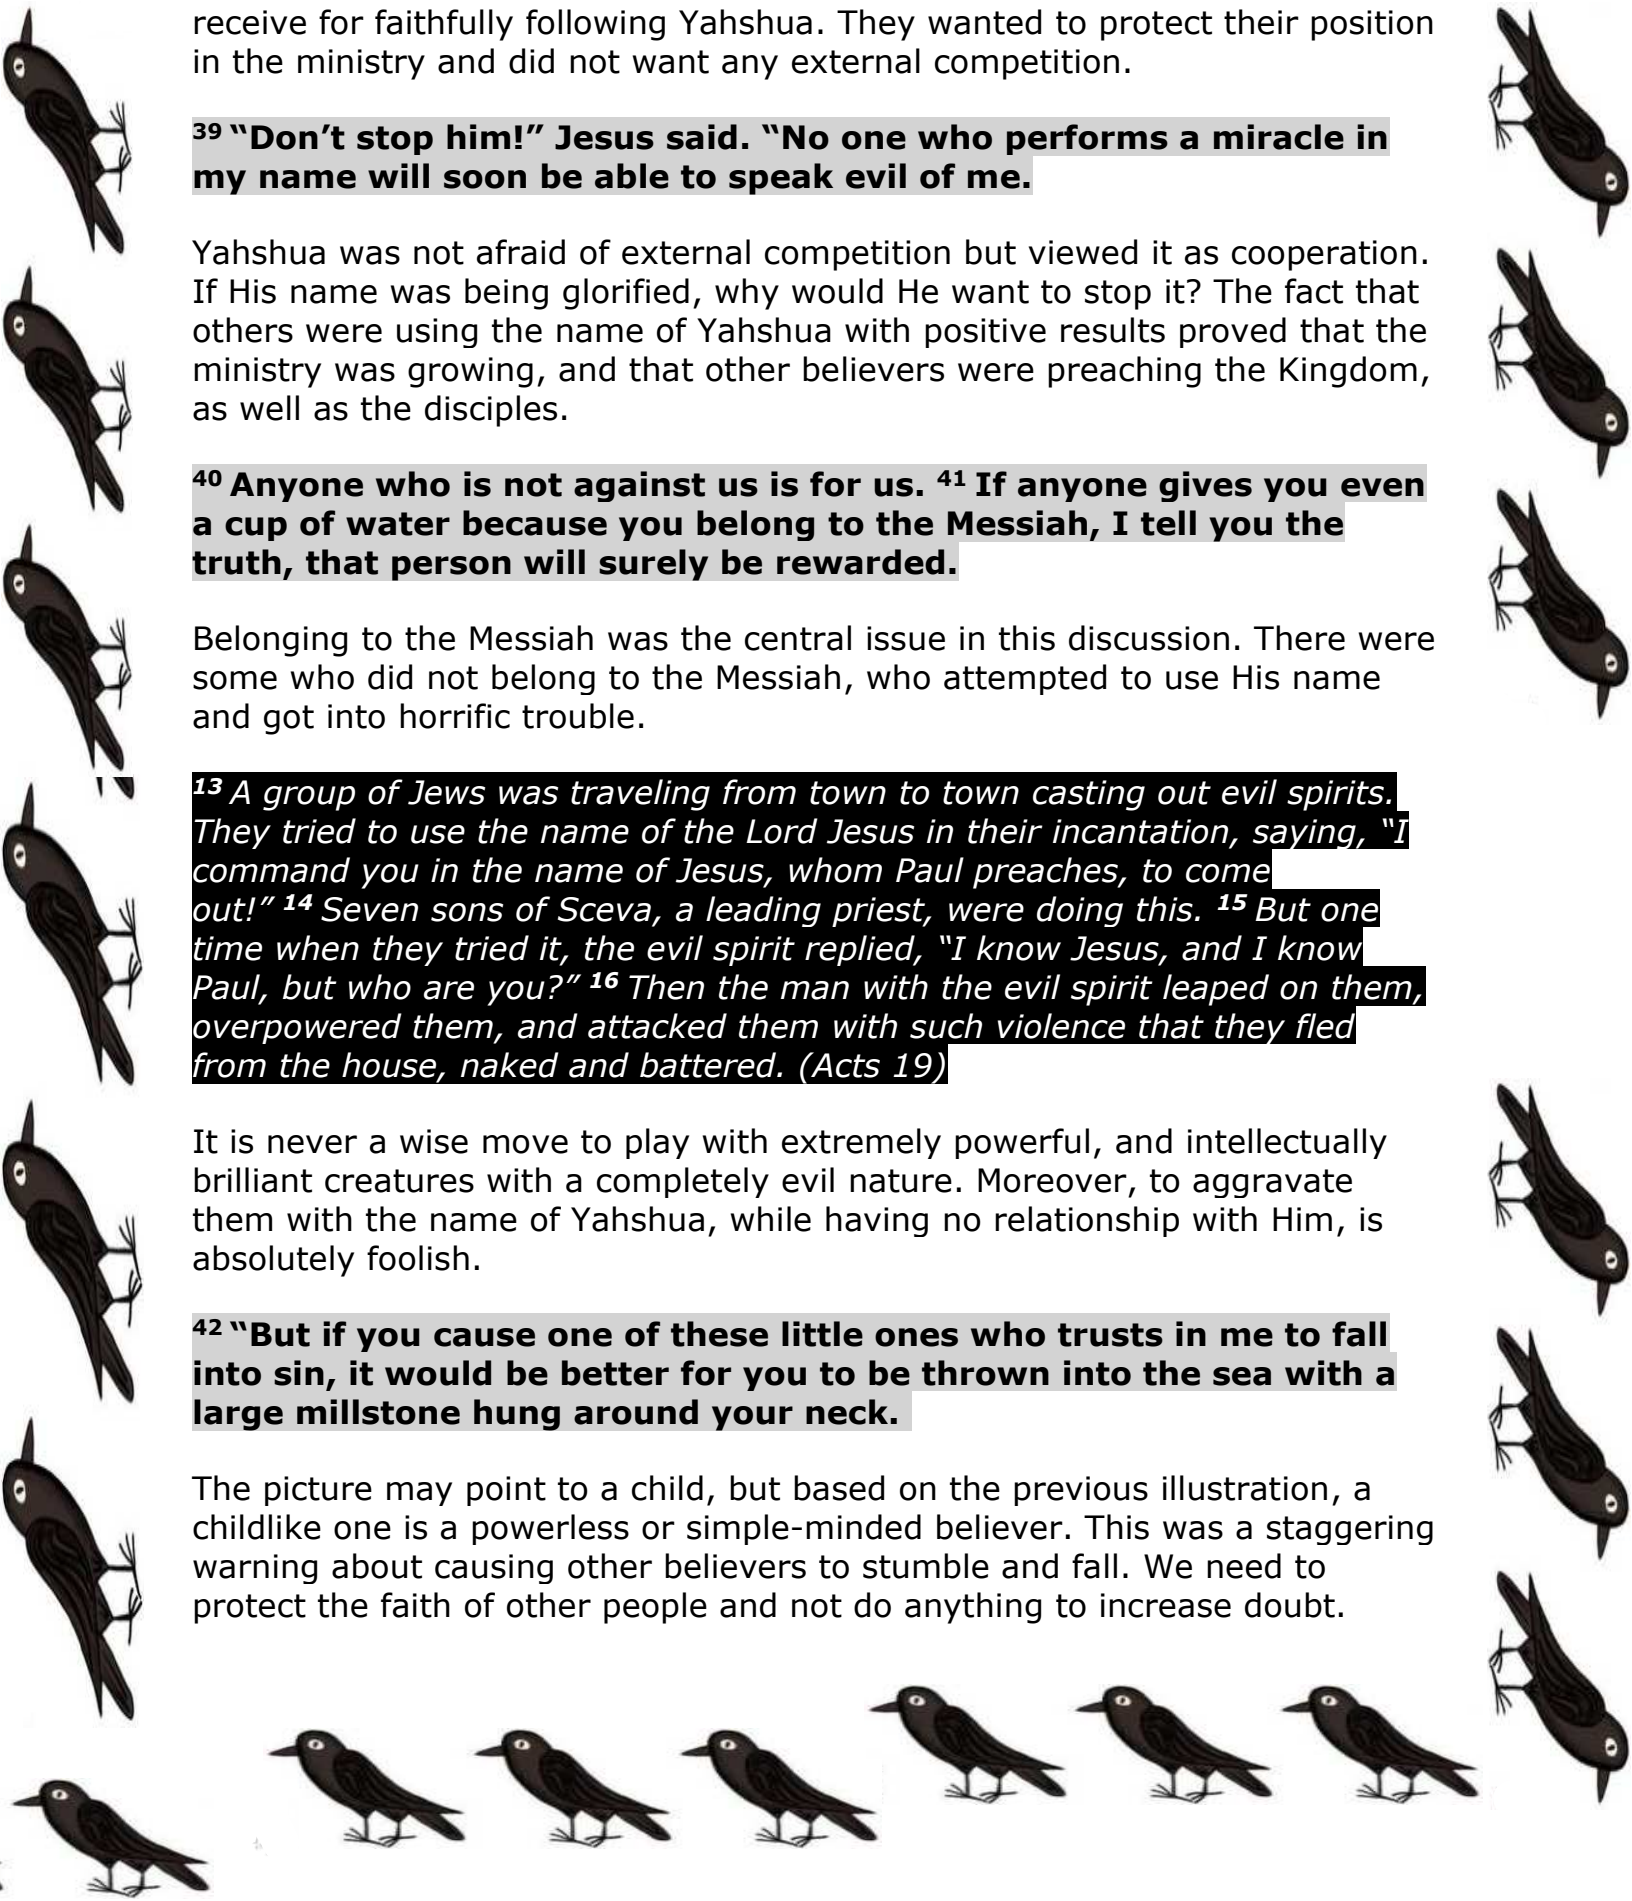 receive for faithfully following Yahshua. They wanted to protect their position
in the ministry and did not want any external competition.
39 “Don’t stop him!” Jesus said. “No one who performs a miracle in
my name will soon be able to speak evil of me.
Yahshua was not afraid of external competition but viewed it as cooperation.
If His name was being glorified, why would He want to stop it? The fact that
others were using the name of Yahshua with positive results proved that the
ministry was growing, and that other believers were preaching the Kingdom,
as well as the disciples.
40 Anyone who is not against us is for us. 41 If anyone gives you even
a cup of water because you belong to the Messiah, I tell you the
truth, that person will surely be rewarded.
Belonging to the Messiah was the central issue in this discussion. There were
some who did not belong to the Messiah, who attempted to use His name
and got into horrific trouble.
13 A group of Jews was traveling from town to town casting out evil spirits.
They tried to use the name of the Lord Jesus in their incantation, saying, “I
command you in the name of Jesus, whom Paul preaches, to come
out!” 14 Seven sons of Sceva, a leading priest, were doing this. 15 But one
time when they tried it, the evil spirit replied, “I know Jesus, and I know
Paul, but who are you?” 16 Then the man with the evil spirit leaped on them,
overpowered them, and attacked them with such violence that they fled
from the house, naked and battered. (Acts 19)
It is never a wise move to play with extremely powerful, and intellectually
brilliant creatures with a completely evil nature. Moreover, to aggravate
them with the name of Yahshua, while having no relationship with Him, is
absolutely foolish.
42 “But if you cause one of these little ones who trusts in me to fall
into sin, it would be better for you to be thrown into the sea with a
large millstone hung around your neck.
The picture may point to a child, but based on the previous illustration, a
childlike one is a powerless or simple-minded believer. This was a staggering
warning about causing other believers to stumble and fall. We need to
protect the faith of other people and not do anything to increase doubt.